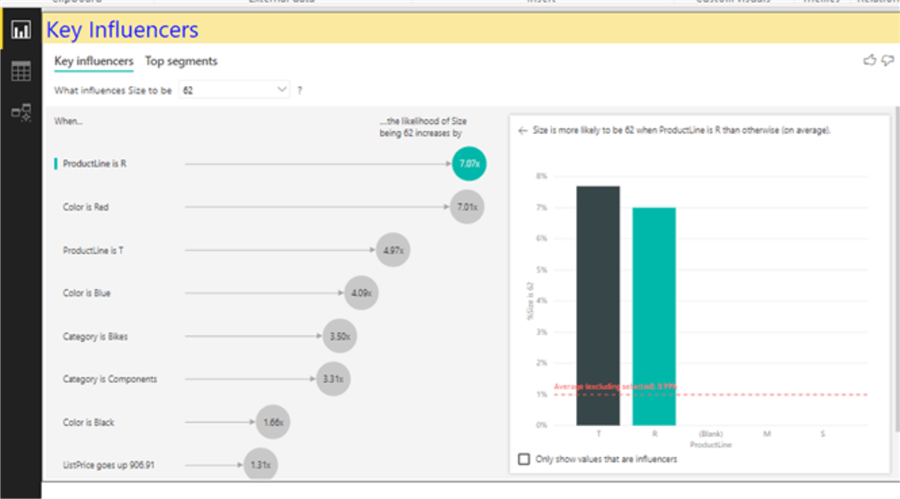 Key Influencers
Key influencers Top segments
What influences Size to be 62 ?
When...
...the likelihood of Size
being 62 increases by
ProductLine is R 7.07x
Color is Red 7.01x
ProductLine is T 4.97x
Color is Blue 4.09x
Category is Bikes 3.50x
Category is Components 3.31x
Color is Black 1.66x
ListPrice goes up 906.91 1.31x
← Size is more likely to be 62 when ProductLine is R than otherwise (on average).
%Size is 62
8%
7%
6%
5%
4%
3%
2%
Average (excluding selected):
1%
0%
T R (Blank) M S
ProductLine
Only show values that are influencers